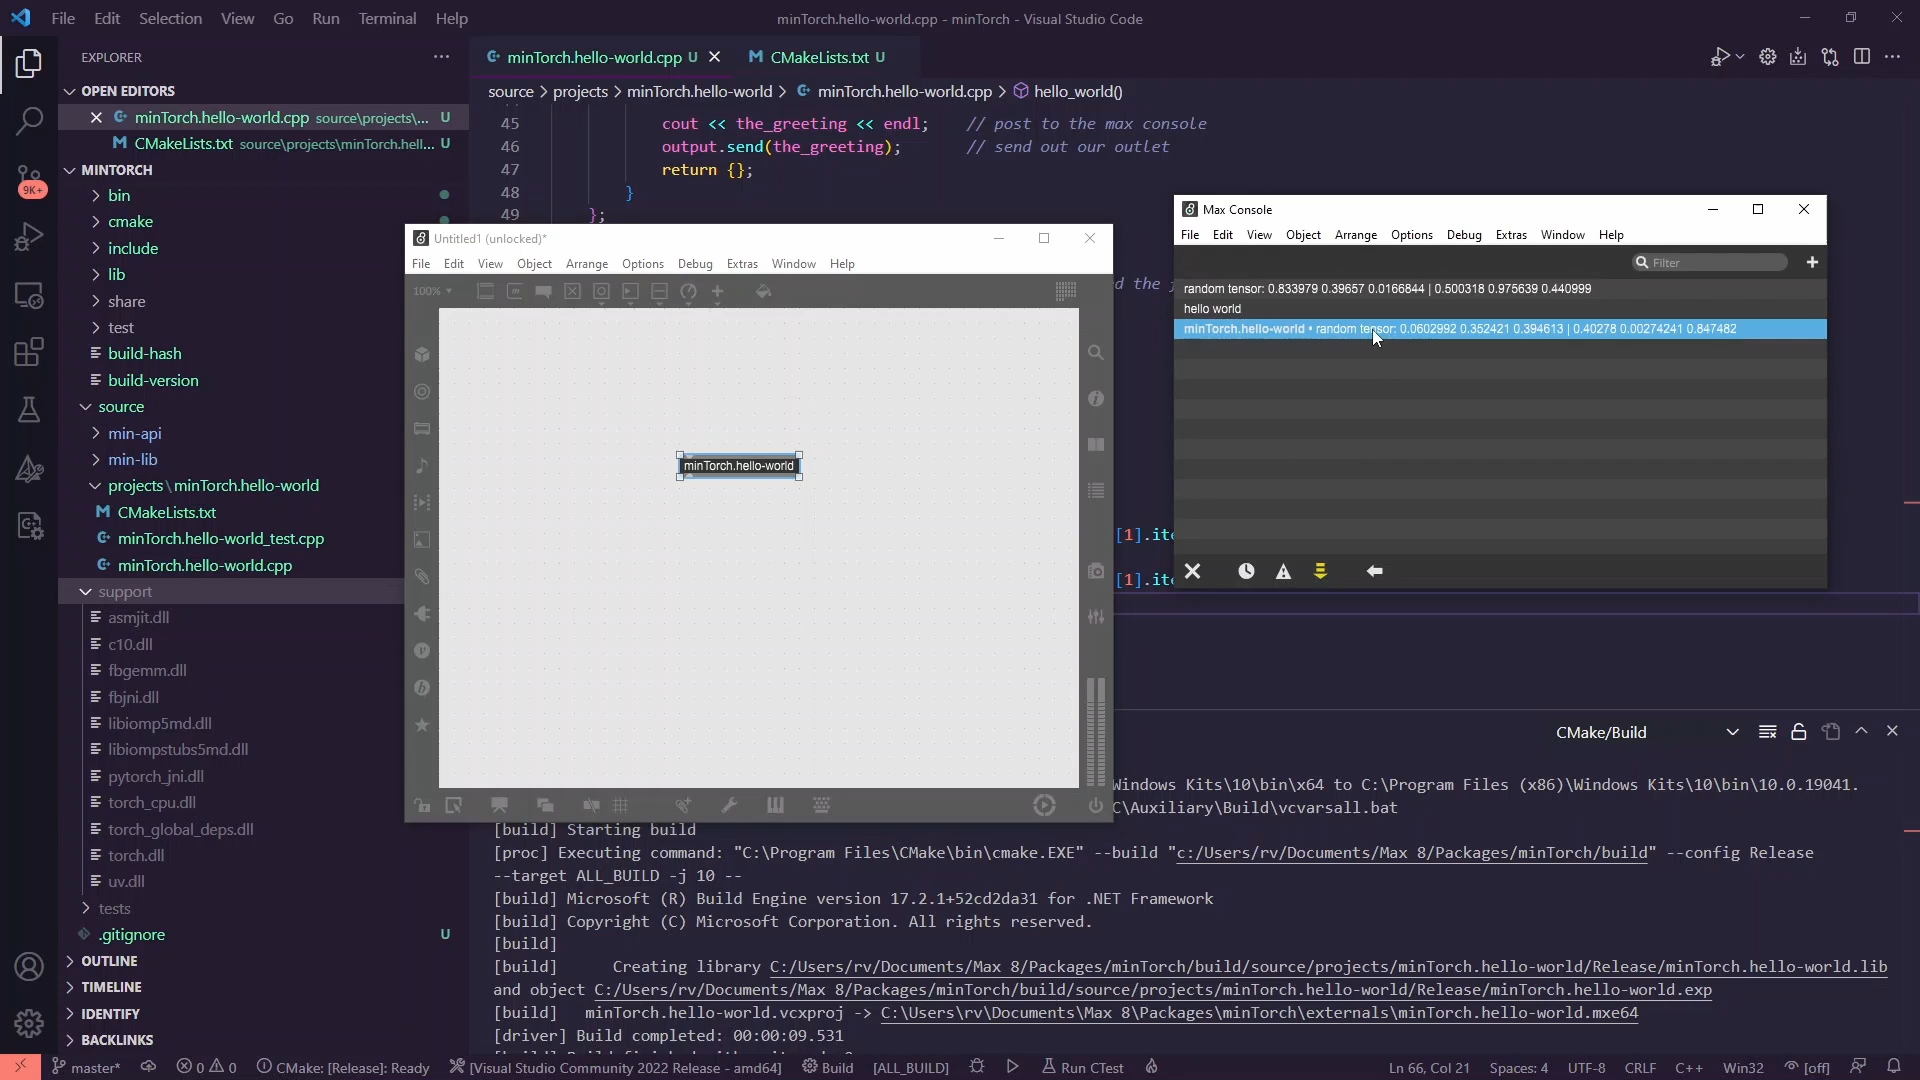 File Edit Selection View Go Run Terminal Help
minTorch.hello-world.cpp - minTorch - Visual Studio Code
EXPLORER
OPEN EDITORS
minTorch.hello-world.cpp source\projects\... U
CMakeLists.txt source\projects\minTorch.hell... U
MINTORCH
bin
cmake
include
lib
share
test
build-hash
build-version
source
min-api
min-lib
projects\minTorch.hello-world
CMakeLists.txt
minTorch.hello-world_test.cpp
minTorch.hello-world.cpp
support
asmjit.dll
c10.dll
fbgemm.dll
fbjni.dll
libiomp5md.dll
libiompstubs5md.dll
pytorch_jni.dll
torch_cpu.dll
torch_global_deps.dll
torch.dll
uv.dll
tests
.gitignore U
OUTLINE
TIMELINE
IDENTIFY
BACKLINKS
9K+
minTorch.hello-world.cpp U
CMakeLists.txt U
source > projects > minTorch.hello-world > minTorch.hello-world.cpp > hello_world()
45 cout << the_greeting << endl; // post to the max console
46 output.send(the_greeting); // send out our outlet
47 return {};
48 }
49 };
d the
[1].ite
[1].ite
Untitled1 (unlocked)*
File Edit View Object Arrange Options Debug Extras Window Help
100%
minTorch.hello-world
Max Console
File Edit View Object Arrange Options Debug Extras Window Help
Filter
random tensor: 0.833979 0.39657 0.0166844 | 0.500318 0.975639 0.440999
hello world
minTorch.hello-world • random tensor: 0.0602992 0.352421 0.394613 | 0.40278 0.00274241 0.847482
CMake/Build
Windows Kits\10\bin\x64 to C:\Program Files (x86)\Windows Kits\10\bin\10.0.19041.
C\Auxiliary\Build\vcvarsall.bat
[build] Starting build
[proc] Executing command: "C:\Program Files\CMake\bin\cmake.EXE" --build "c:/Users/rv/Documents/Max 8/Packages/minTorch/build" --config Release
--target ALL_BUILD -j 10 --
[build] Microsoft (R) Build Engine version 17.2.1+52cd2da31 for .NET Framework
[build] Copyright (C) Microsoft Corporation. All rights reserved.
[build]
[build] Creating library C:/Users/rv/Documents/Max 8/Packages/minTorch/build/source/projects/minTorch.hello-world/Release/minTorch.hello-world.lib
and object C:/Users/rv/Documents/Max 8/Packages/minTorch/build/source/projects/minTorch.hello-world/Release/minTorch.hello-world.exp
[build] minTorch.hello-world.vcxproj -> C:\Users\rv\Documents\Max 8\Packages\minTorch\externals\minTorch.hello-world.mxe64
[driver] Build completed: 00:00:09.531
master* 0 0 CMake: [Release]: Ready [Visual Studio Community 2022 Release - amd64] Build [ALL_BUILD] Run CTest Ln 66, Col 21 Spaces: 4 UTF-8 CRLF C++ Win32 [off]